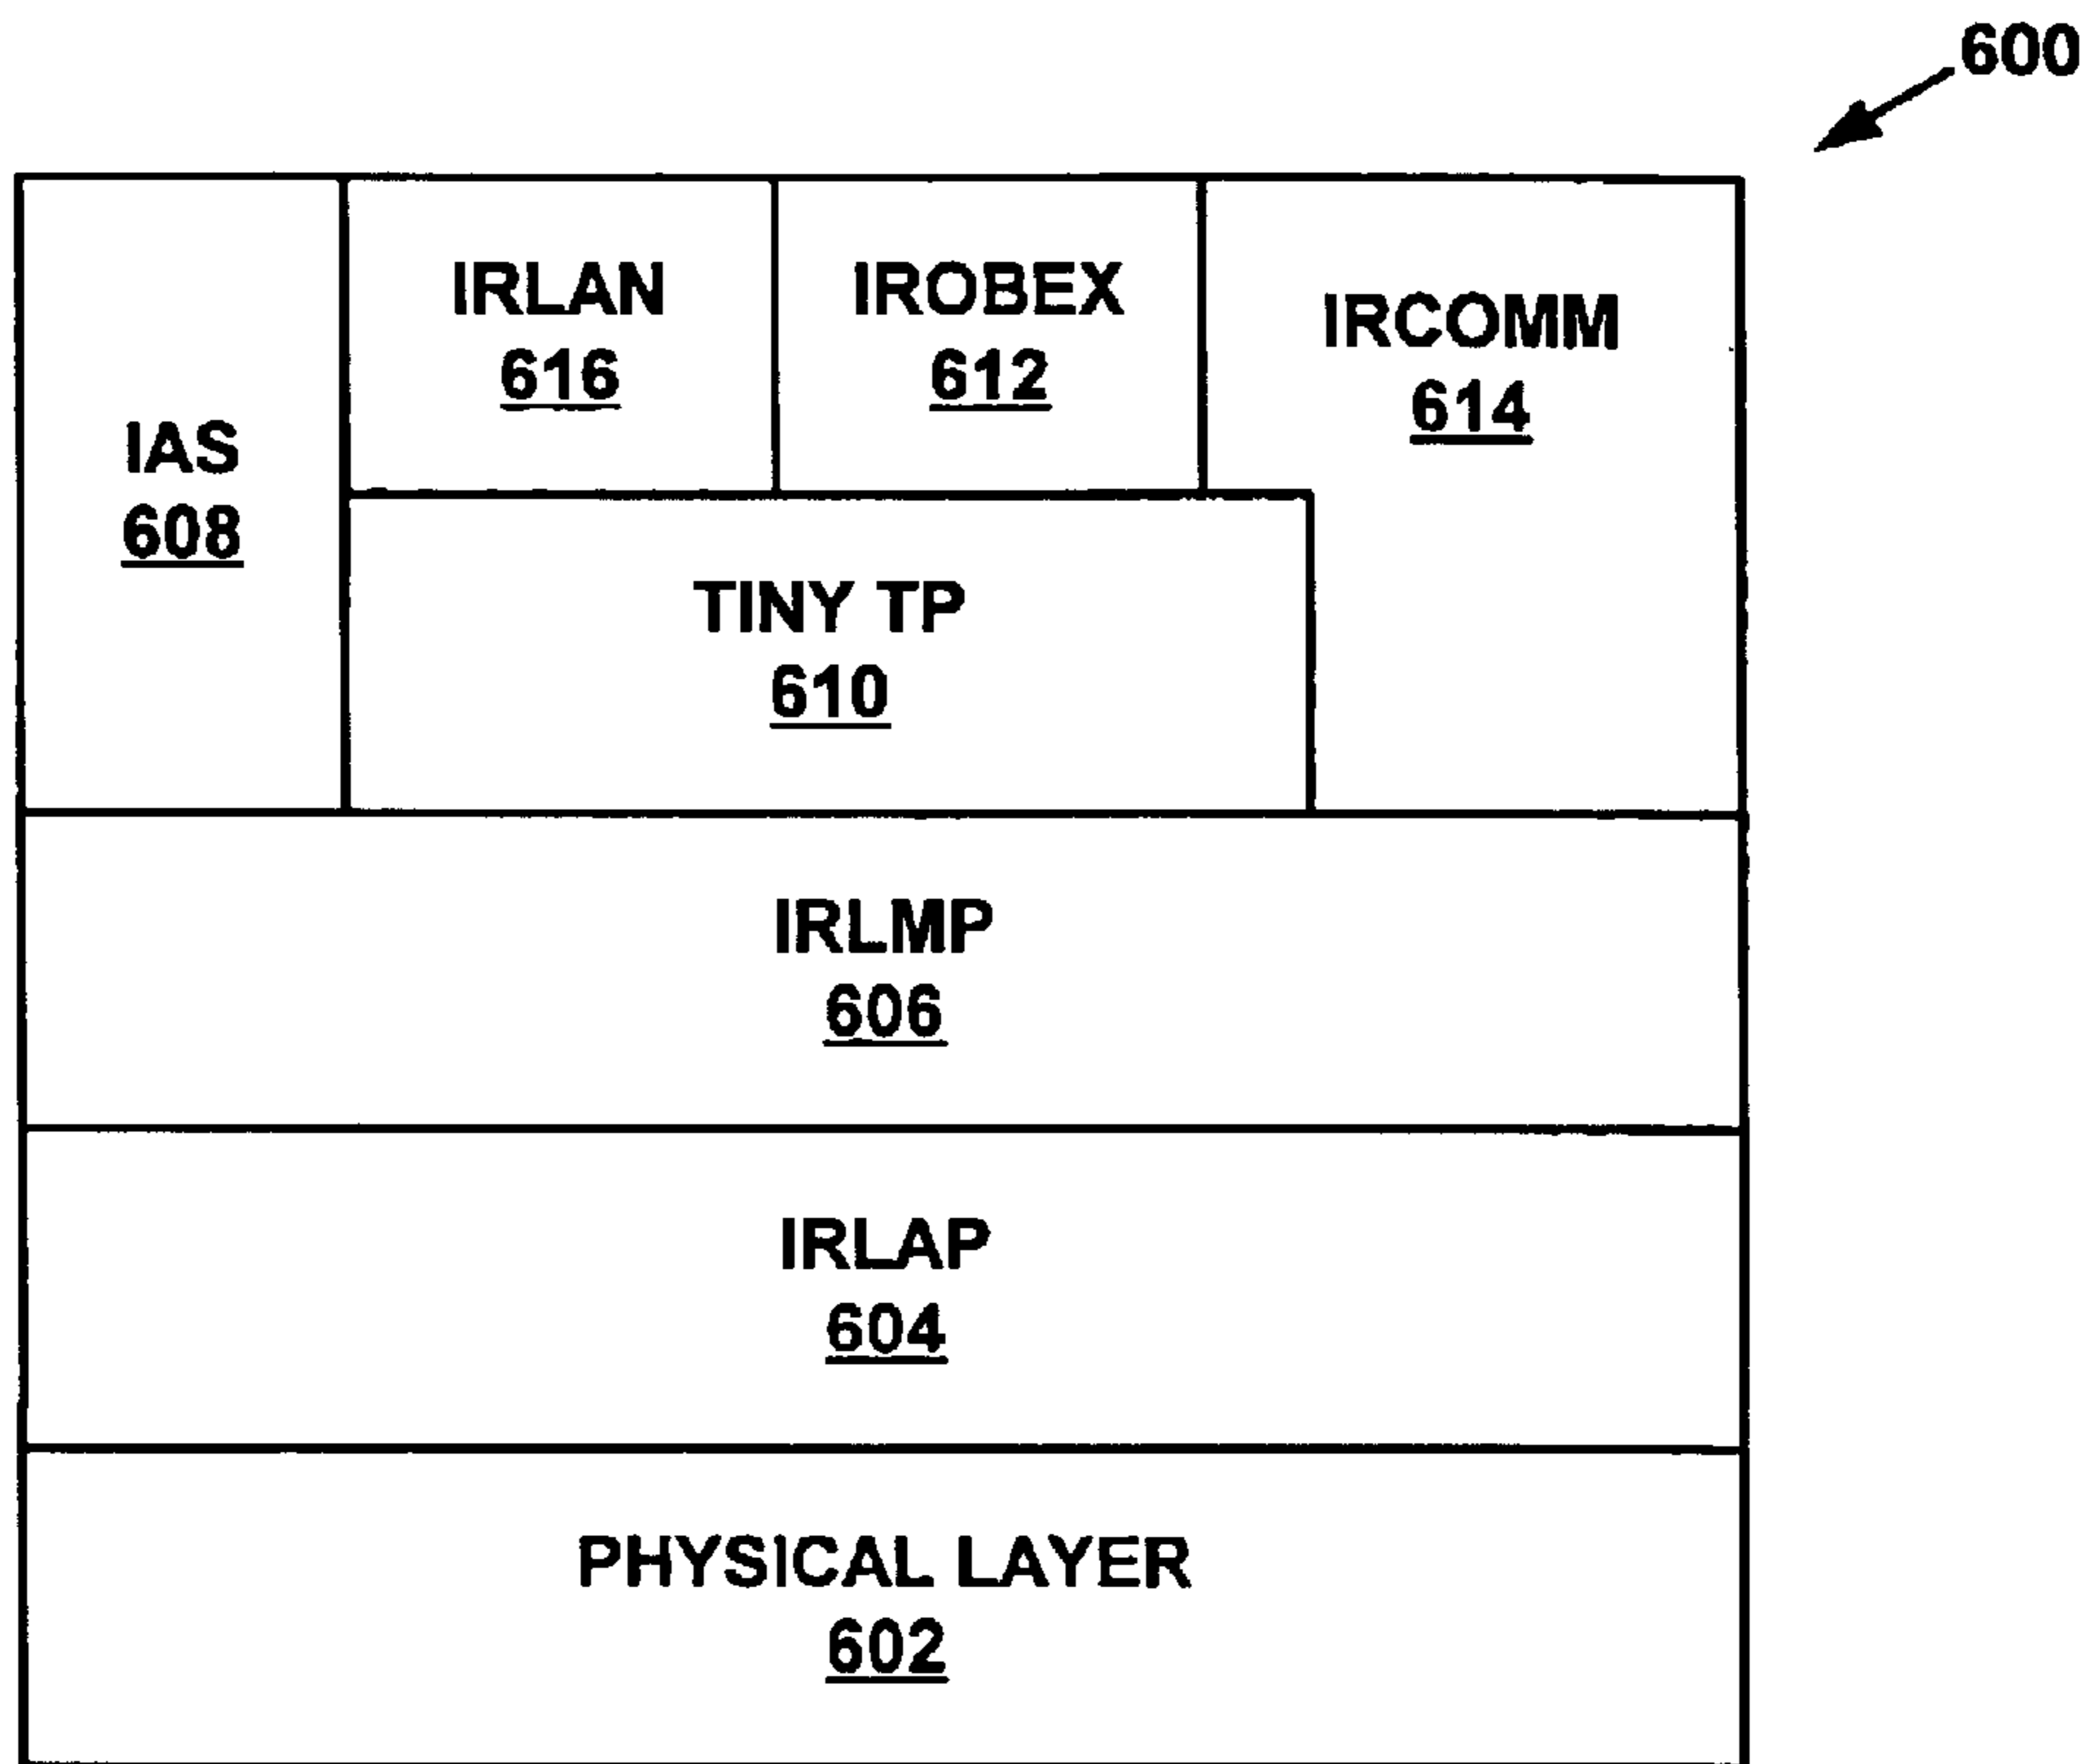 600
IRLAN
616
IROBEX
612
IRCOMM
614
IAS
608
TINY TP
610
IRLMP
606
IRLAP
604
PHYSICAL LAYER
602